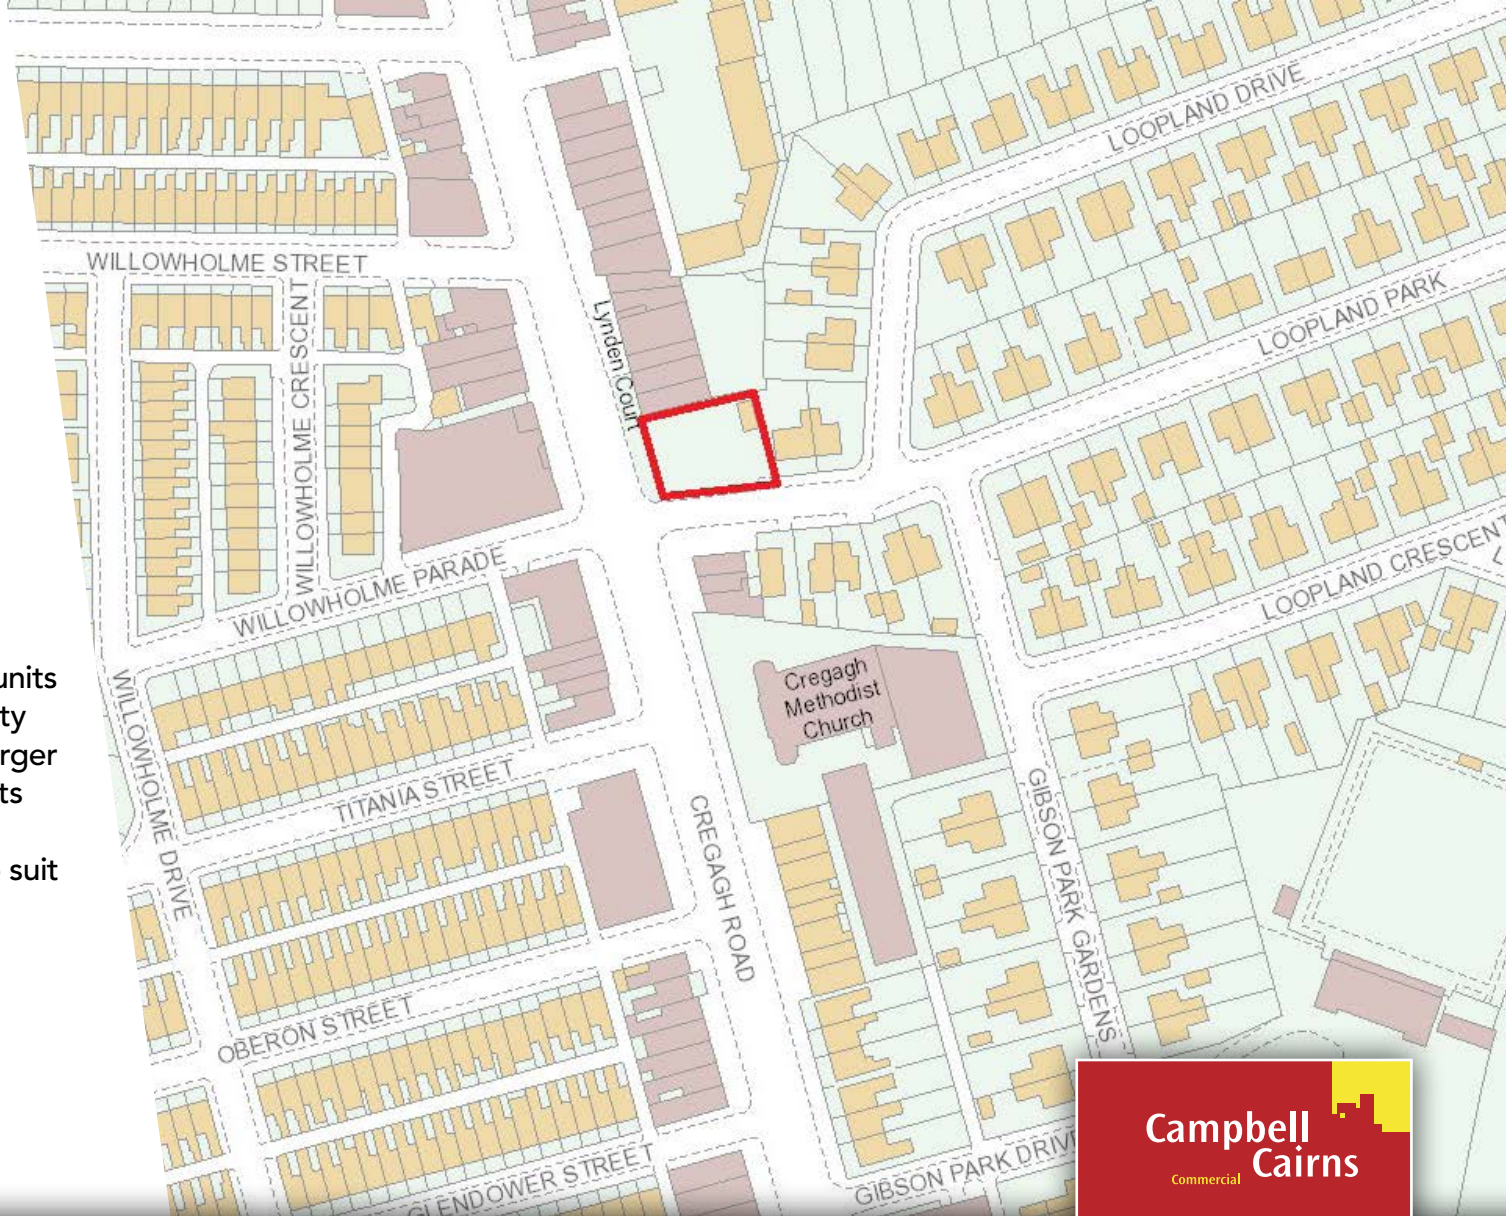 LOOPLAND DRIVE
WILLOWHOLME STREET
WILLOWHOLME CRESCENT
WILLOWHOLME CRESCENT
Lynden Court
LOOPLAND PARK
WILLOWHOLME PARADE
LOOPLAND CRESCEN
units
ty
rger
ts
suit
WILLOWHOLME DRIVE
Cregagh
Methodist
Church
TITANIA STREET
CREGAGH ROAD
GIBSON PARK GARDENS
OBERON STREET
GLENDOWER STREET
GIBSON PARK DRIVE
Campbell
Cairns
Commercial